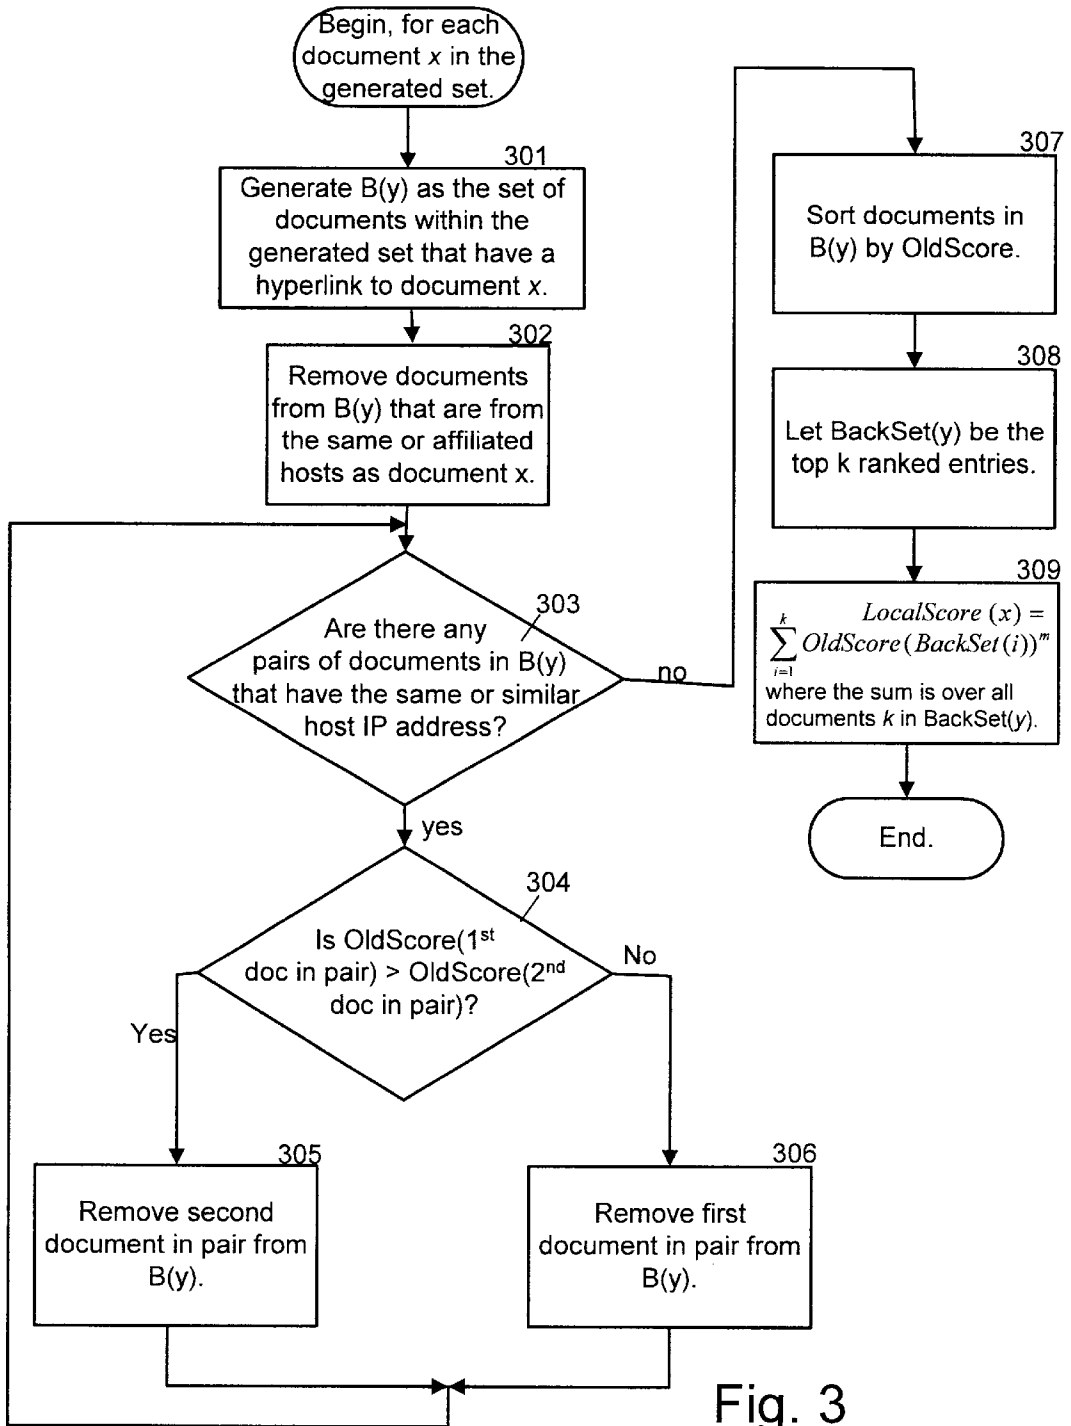 Begin, for each
document x in the
generated set.
301
Generate B(y) as the set of
documents within the
generated set that have a
hyperlink to document x.
302
Remove documents
from B(y) that are from
the same or affiliated
hosts as document x.
303
Are there any
pairs of documents in B(y)
that have the same or similar
host IP address?
no
yes
304
Is OldScore(1st
doc in pair) > OldScore(2nd
doc in pair)?
No
Yes
305
Remove second
document in pair from
B(y).
306
Remove first
document in pair from
B(y).
307
Sort documents in
B(y) by OldScore.
308
Let BackSet(y) be the
top k ranked entries.
309
LocalScore (x) =
k ∑ i=1 OldScore(BackSet(i))^m
where the sum is over all
documents k in BackSet(y).
End.
Fig. 3